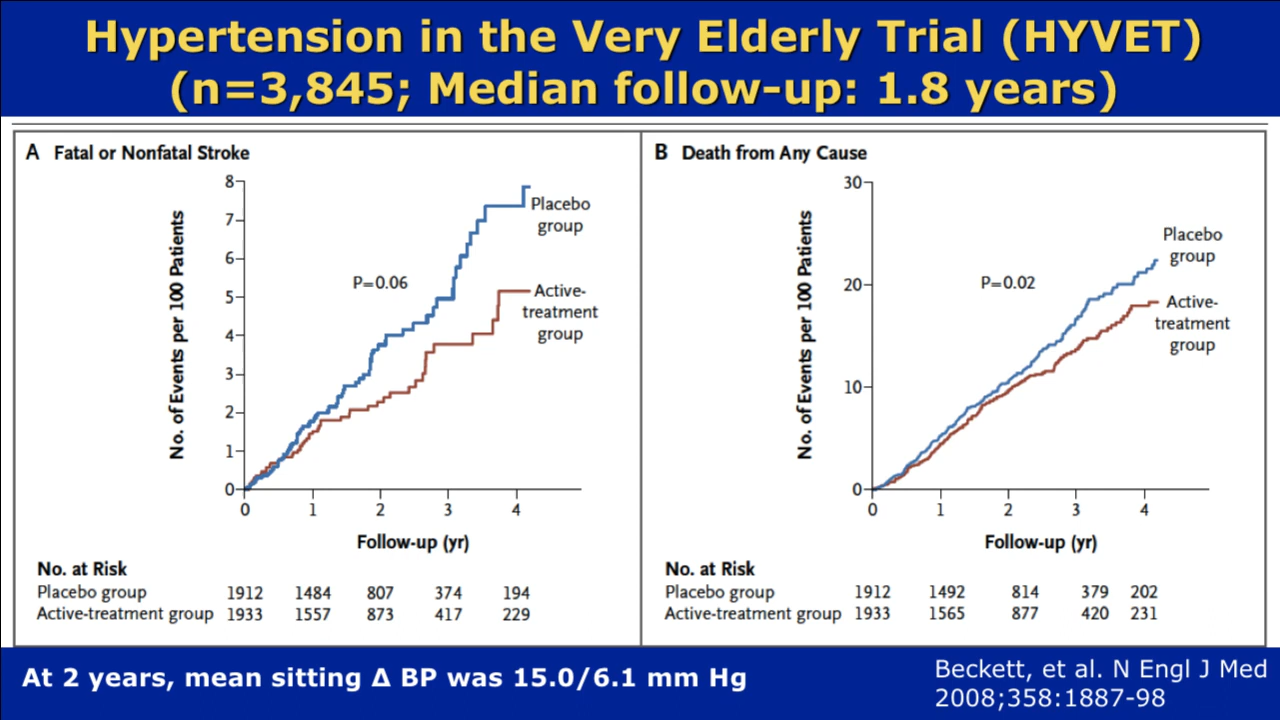 Hypertension in the Very Elderly Trial (HYVET)
(n=3,845; Median follow-up: 1.8 years)
A Fatal or Nonfatal Stroke
No. of Events per 100 Patients
8
7
6
5
4
3
2
1
0
Placebo
group
P=0.06
Active-
treatment
group
0 1 2 3 4
Follow-up (yr)
No. at Risk
Placebo group 1912 1484 807 374 194
Active-treatment group 1933 1557 873 417 229
B Death from Any Cause
No. of Events per 100 Patients
30
20
10
0
Placebo
group
P=0.02
Active-
treatment
group
0 1 2 3 4
Follow-up (yr)
No. at Risk
Placebo group 1912 1492 814 379 202
Active-treatment group 1933 1565 877 420 231
At 2 years, mean sitting Δ BP was 15.0/6.1 mm Hg
Beckett, et al. N Engl J Med
2008;358:1887-98